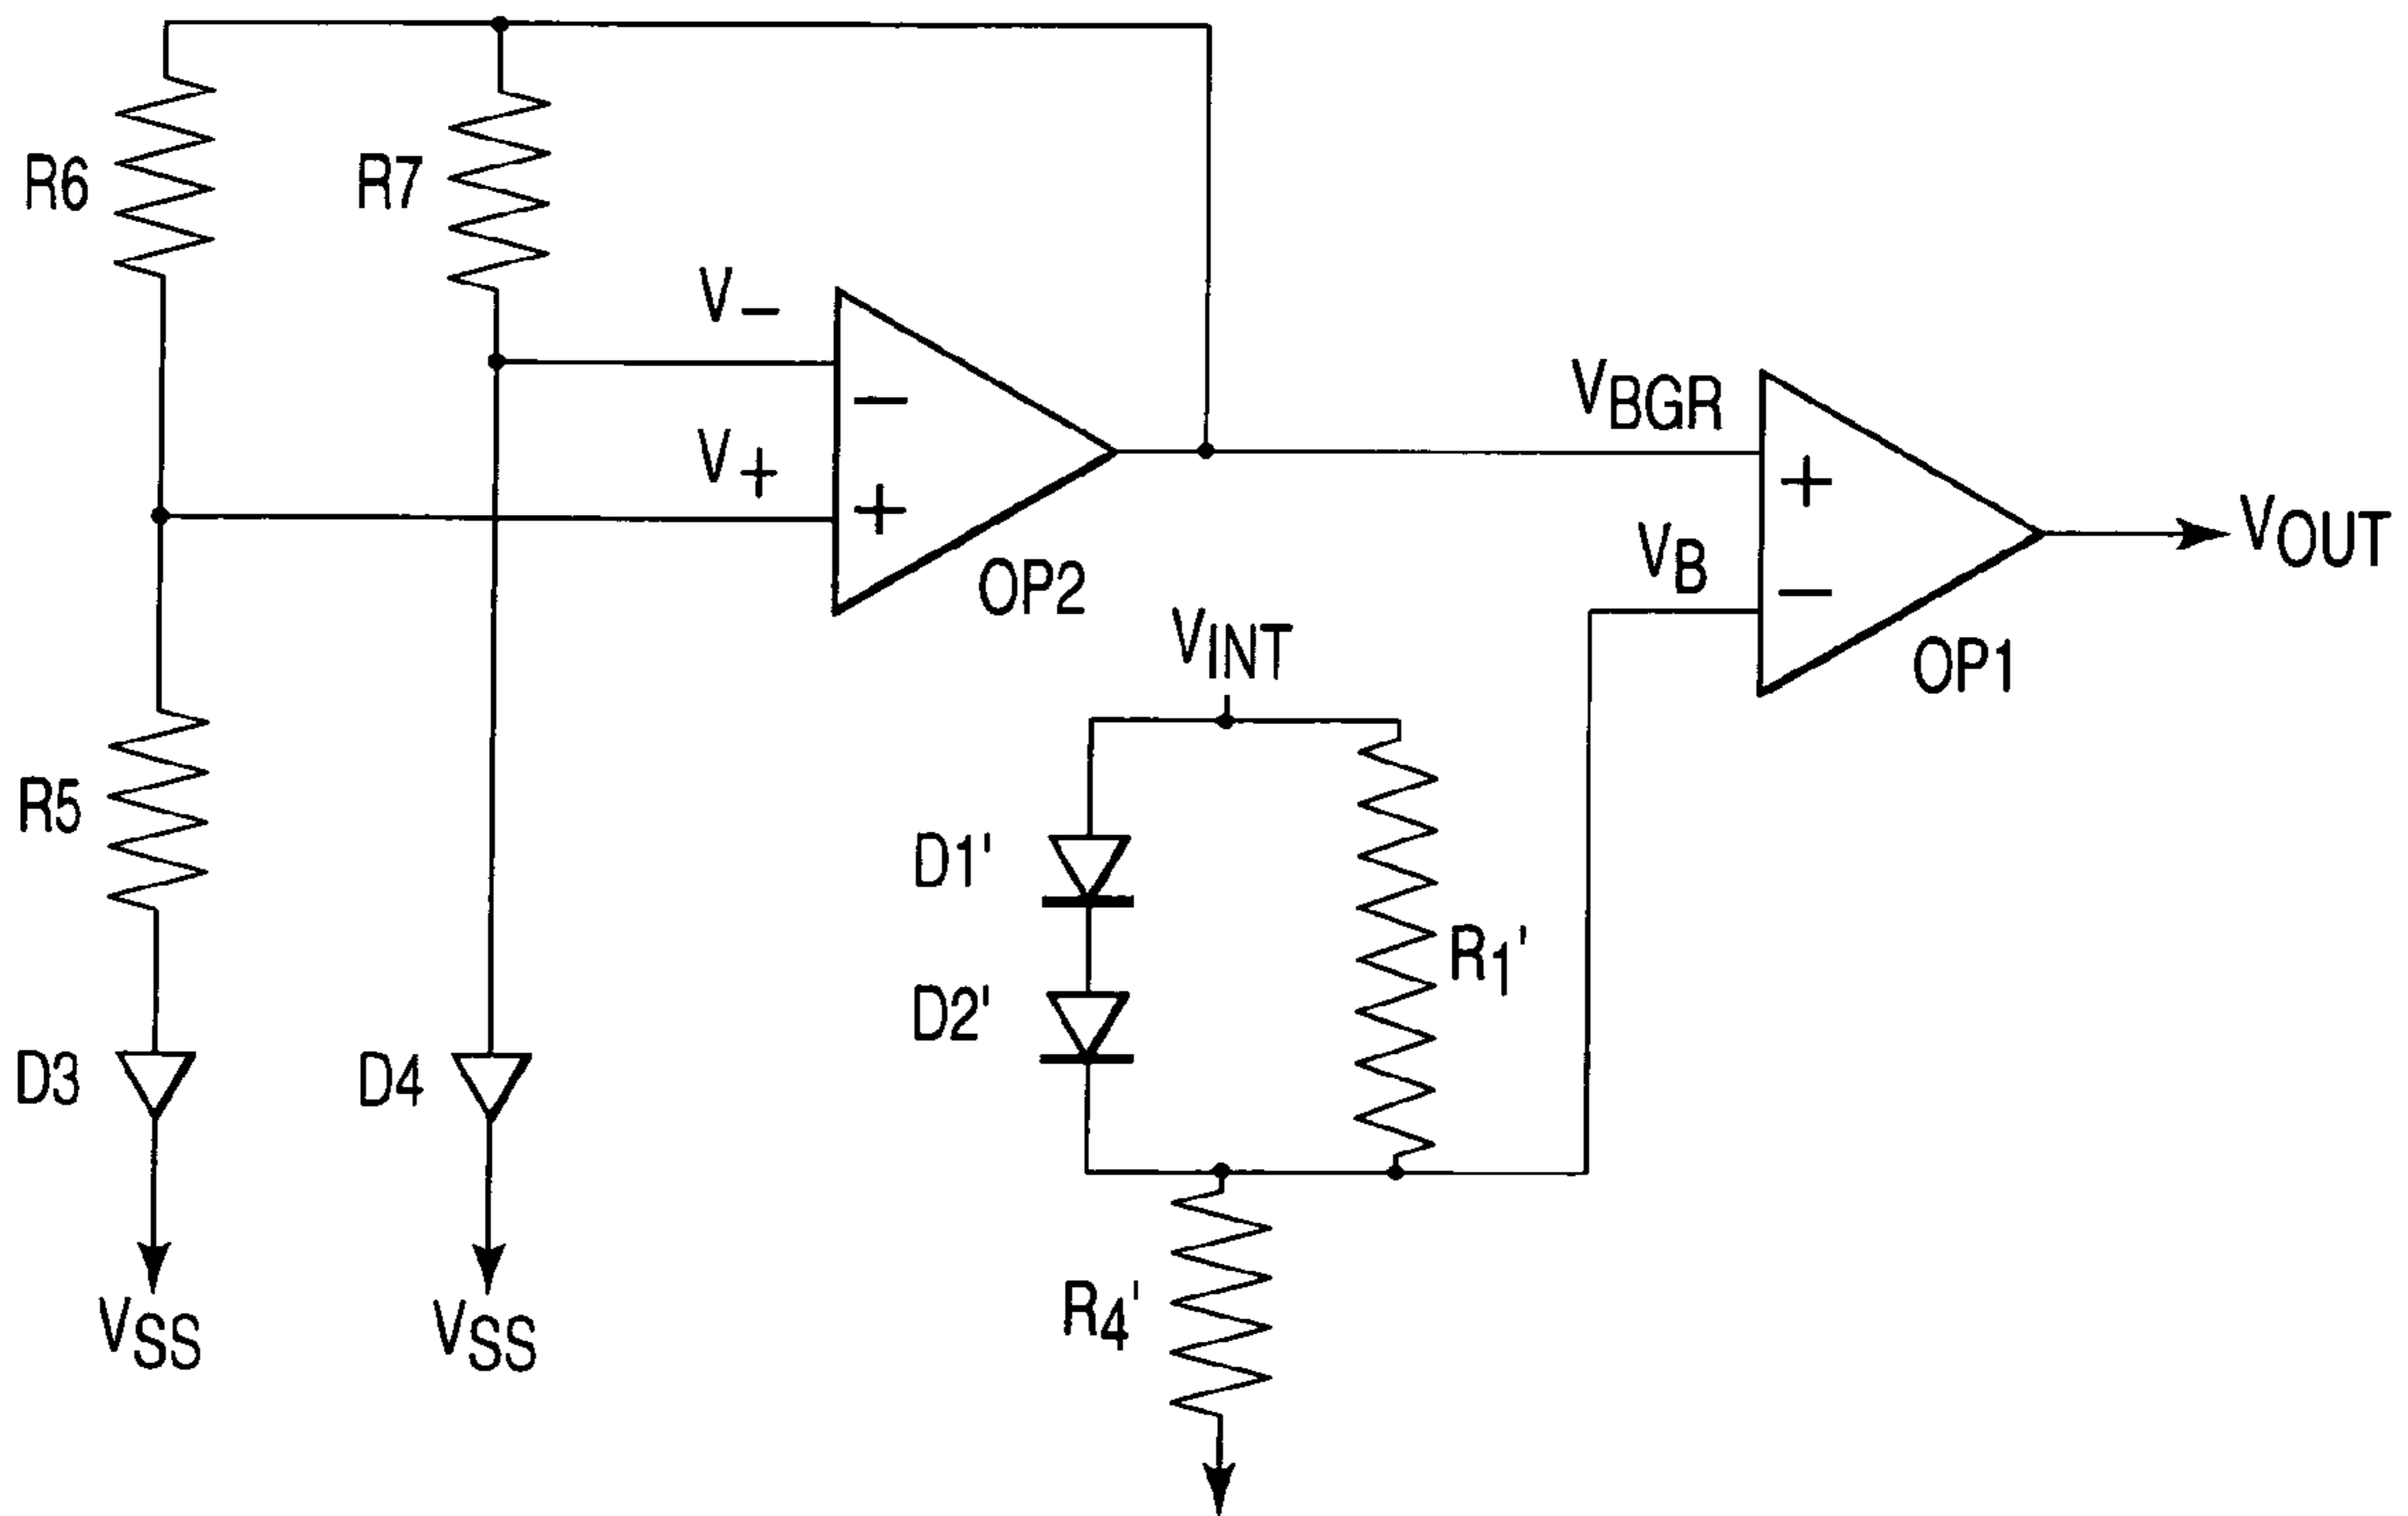 R6
R7
V−
V+
−
+
OP2
VBGR
VB
+
−
OP1
VOUT
VINT
R5
D1'
R1'
D2'
D3
D4
R4'
VSS
VSS